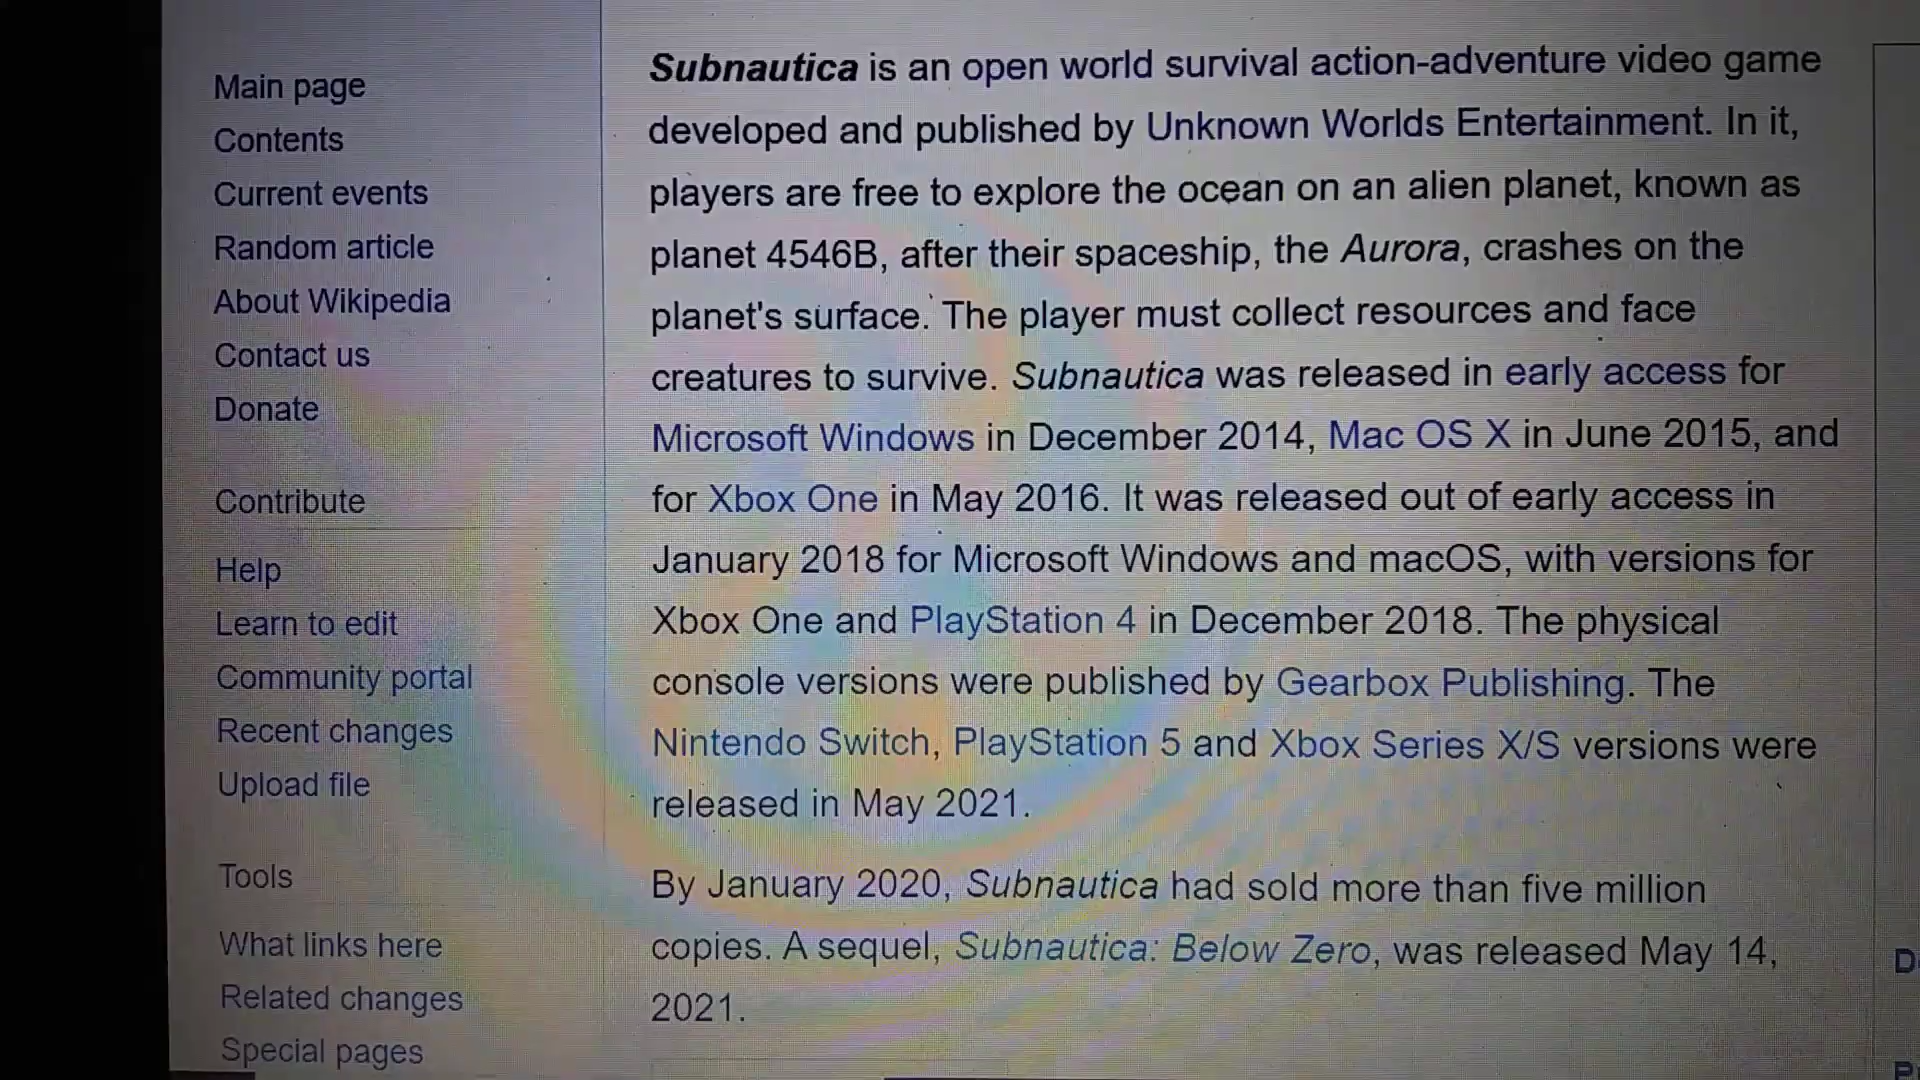 Main page
Contents
Current events
Random article
About Wikipedia
Contact us
Donate
Contribute
Help
Learn to edit
Community portal
Recent changes
Upload file
Tools
What links here
Related changes
Special pages
Subnautica is an open world survival action-adventure video game
developed and published by Unknown Worlds Entertainment. In it,
players are free to explore the ocean on an alien planet, known as
planet 4546B, after their spaceship, the Aurora, crashes on the
planet's surface. The player must collect resources and face
creatures to survive. Subnautica was released in early access for
Microsoft Windows in December 2014, Mac OS X in June 2015, and
for Xbox One in May 2016. It was released out of early access in
January 2018 for Microsoft Windows and macOS, with versions for
Xbox One and PlayStation 4 in December 2018. The physical
console versions were published by Gearbox Publishing. The
Nintendo Switch, PlayStation 5 and Xbox Series X/S versions were
released in May 2021.
By January 2020, Subnautica had sold more than five million
copies. A sequel, Subnautica: Below Zero, was released May 14,
2021.